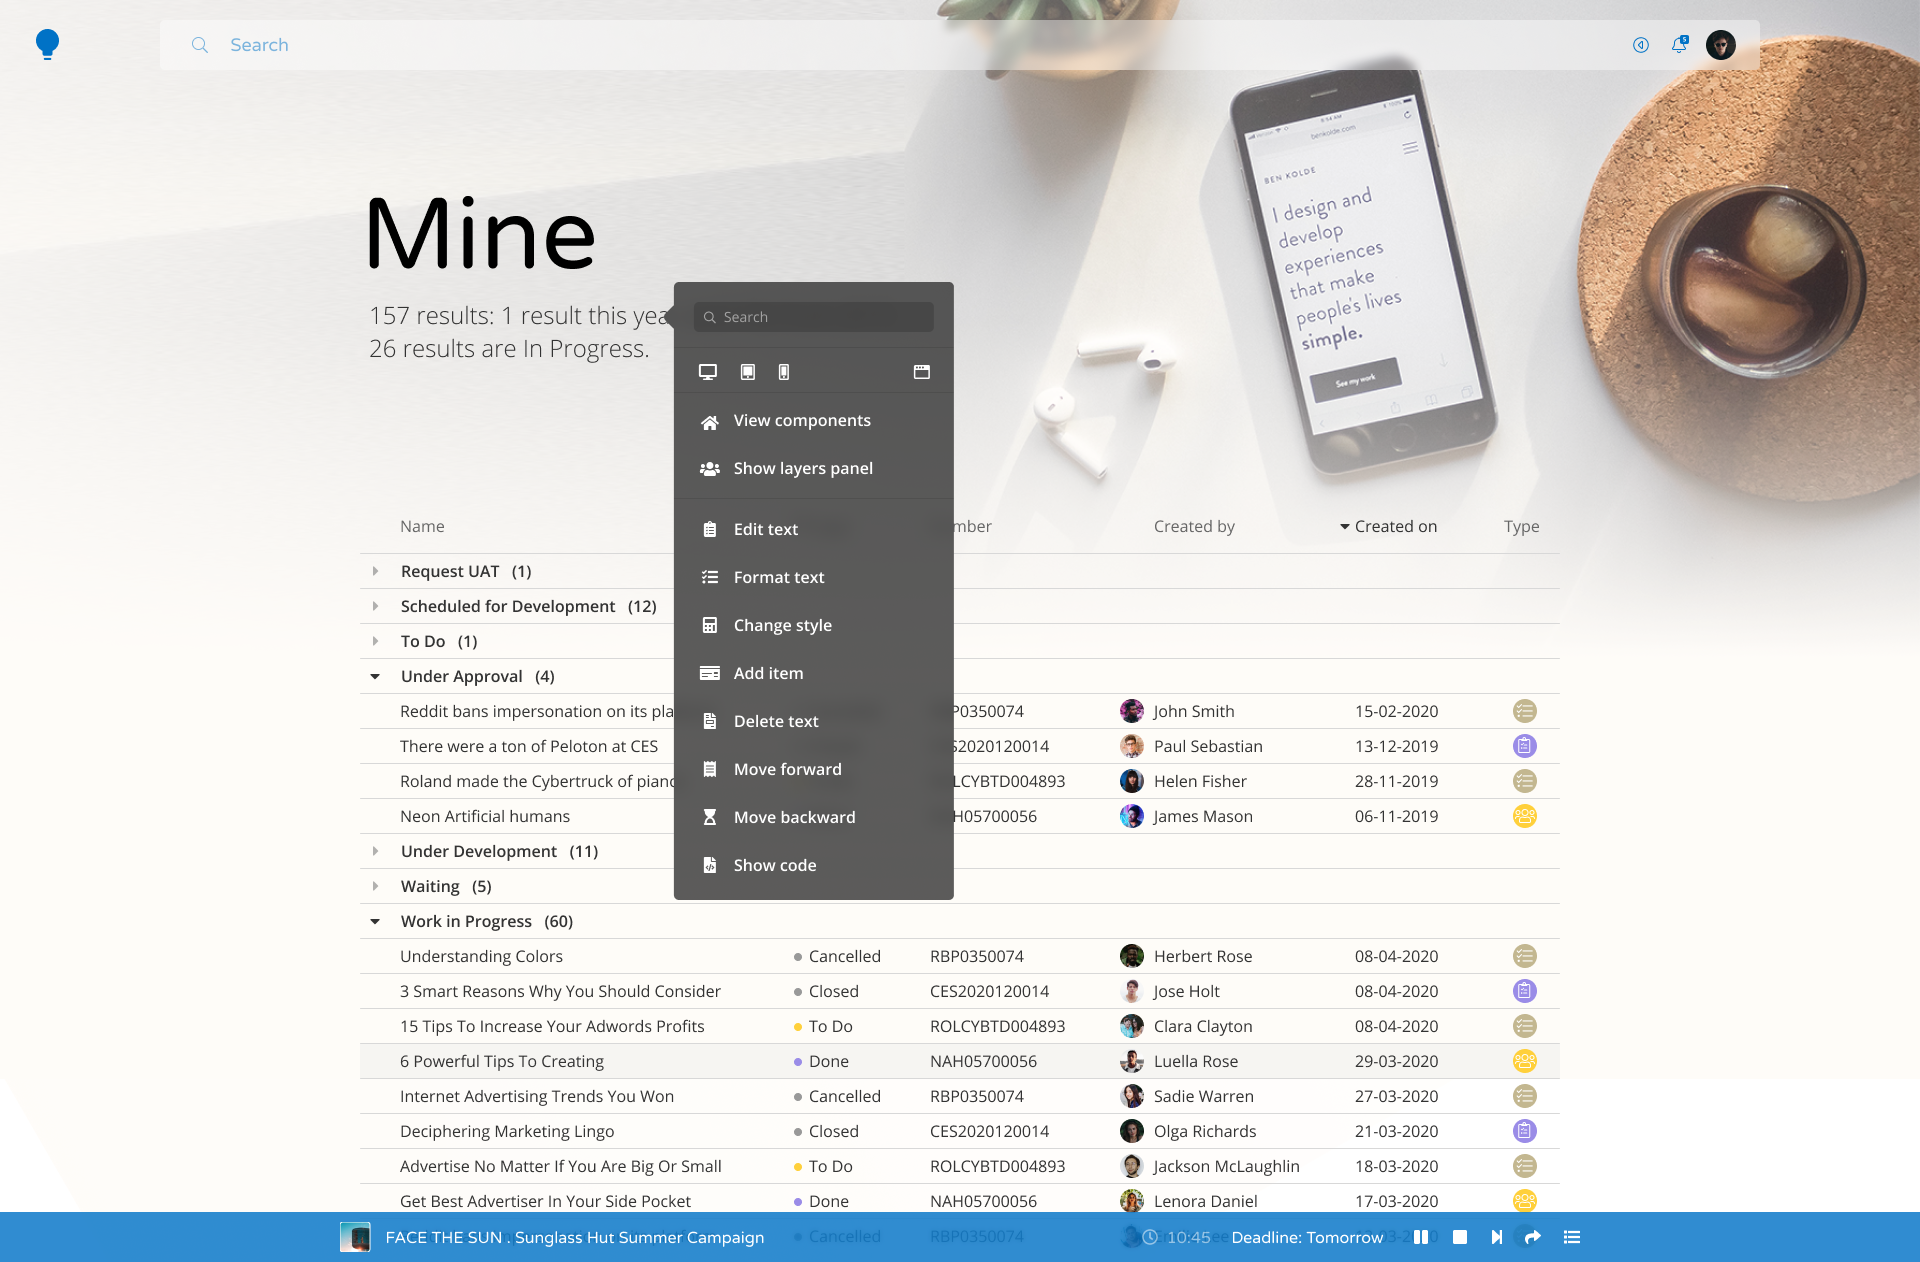 Search
5
9:54 AM
benkolde.com
BEN KOLDE
I design and
develop
experiences
that make
people's lives
simple.
See my work
Mine
157 results: 1 result this yea
26 results are In Progress.
Search
View components
Show layers panel
Edit text
Format text
Change style
Add item
Delete text
Move forward
Move backward
Show code
Name mber Created by Created on Type
Request UAT (1)
Scheduled for Development (12)
To Do (1)
Under Approval (4)
Reddit bans impersonation on its pla BP0350074 John Smith 15-02-2020
There were a ton of Peloton at CES S2020120014 Paul Sebastian 13-12-2019
Roland made the Cybertruck of piano LCYBTD004893 Helen Fisher 28-11-2019
Neon Artificial humans H05700056 James Mason 06-11-2019
Under Development (11)
Waiting (5)
Work in Progress (60)
Understanding Colors Cancelled RBP0350074 Herbert Rose 08-04-2020
3 Smart Reasons Why You Should Consider Closed CES2020120014 Jose Holt 08-04-2020
15 Tips To Increase Your Adwords Profits To Do ROLCYBTD004893 Clara Clayton 08-04-2020
6 Powerful Tips To Creating Done NAH05700056 Luella Rose 29-03-2020
Internet Advertising Trends You Won Cancelled RBP0350074 Sadie Warren 27-03-2020
Deciphering Marketing Lingo Closed CES2020120014 Olga Richards 21-03-2020
Advertise No Matter If You Are Big Or Small To Do ROLCYBTD004893 Jackson McLaughlin 18-03-2020
Get Best Advertiser In Your Side Pocket Done NAH05700056 Lenora Daniel 17-03-2020
Cancelled RBP0350074
FACE THE SUN . Sunglass Hut Summer Campaign 10:45 Deadline: Tomorrow